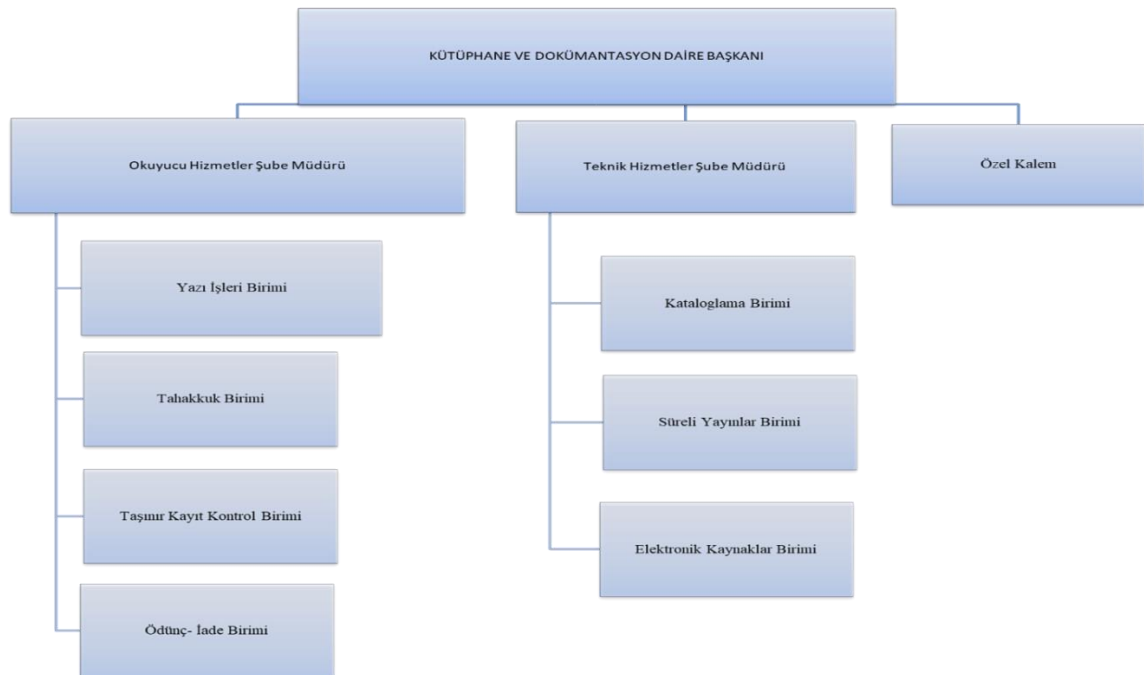 KÜTÜPHANE VE DOKÜMANTASYON DAİRE BAŞKANI
Okuyucu Hizmetler Şube Müdürü
Teknik Hizmetler Şube Müdürü
Özel Kalem
Yazı İşleri Birimi
Tahakkuk Birimi
Taşınır Kayıt Kontrol Birimi
Ödünç- İade Birimi
Kataloglama Birimi
Süreli Yayınlar Birimi
Elektronik Kaynaklar Birimi